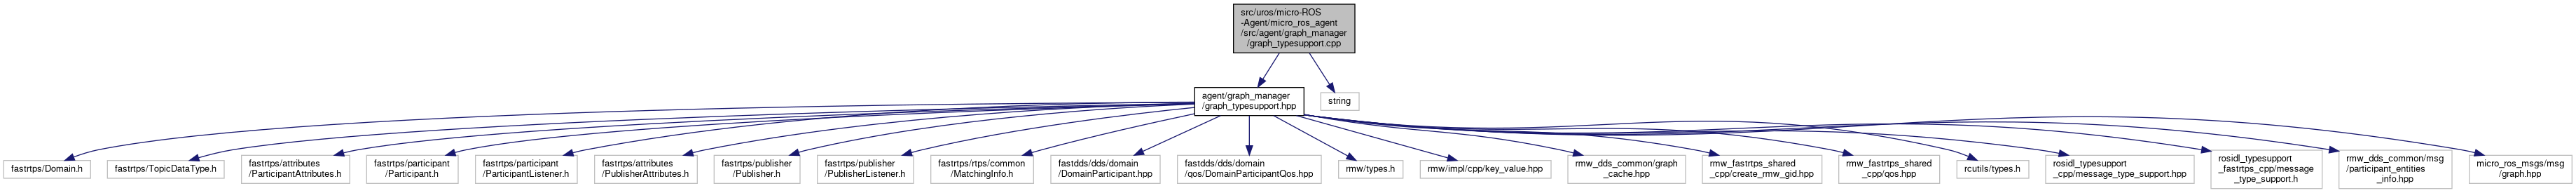 src/uros/micro-ROS
-Agent/micro_ros_agent
/src/agent/graph_manager
/graph_typesupport.cpp
agent/graph_manager
/graph_typesupport.hpp
string
fastrtps/Domain.h
fastrtps/TopicDataType.h
fastrtps/attributes
/ParticipantAttributes.h
fastrtps/participant
/Participant.h
fastrtps/participant
/ParticipantListener.h
fastrtps/attributes
/PublisherAttributes.h
fastrtps/publisher
/Publisher.h
fastrtps/publisher
/PublisherListener.h
fastrtps/rtps/common
/MatchingInfo.h
fastdds/dds/domain
/DomainParticipant.hpp
fastdds/dds/domain
/qos/DomainParticipantQos.hpp
rmw/types.h
rmw/impl/cpp/key_value.hpp
rmw_dds_common/graph
_cache.hpp
rmw_fastrtps_shared
_cpp/create_rmw_gid.hpp
rmw_fastrtps_shared
_cpp/qos.hpp
rcutils/types.h
rosidl_typesupport
_cpp/message_type_support.hpp
rosidl_typesupport
_fastrtps_cpp/message
_type_support.h
rmw_dds_common/msg
/participant_entities
_info.hpp
micro_ros_msgs/msg
/graph.hpp